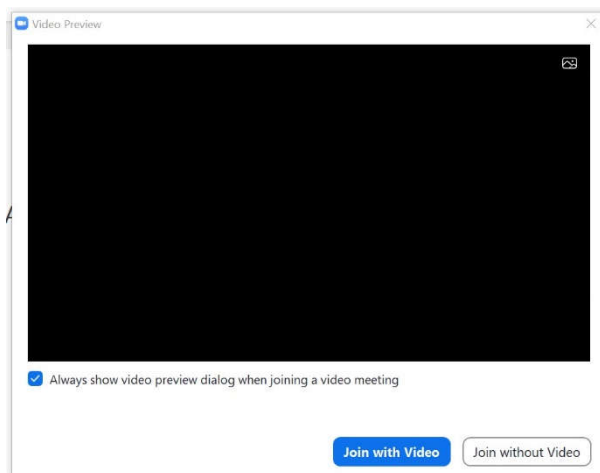 Video Preview
Always show video preview dialog when joining a video meeting
Join with Video
Join without Video